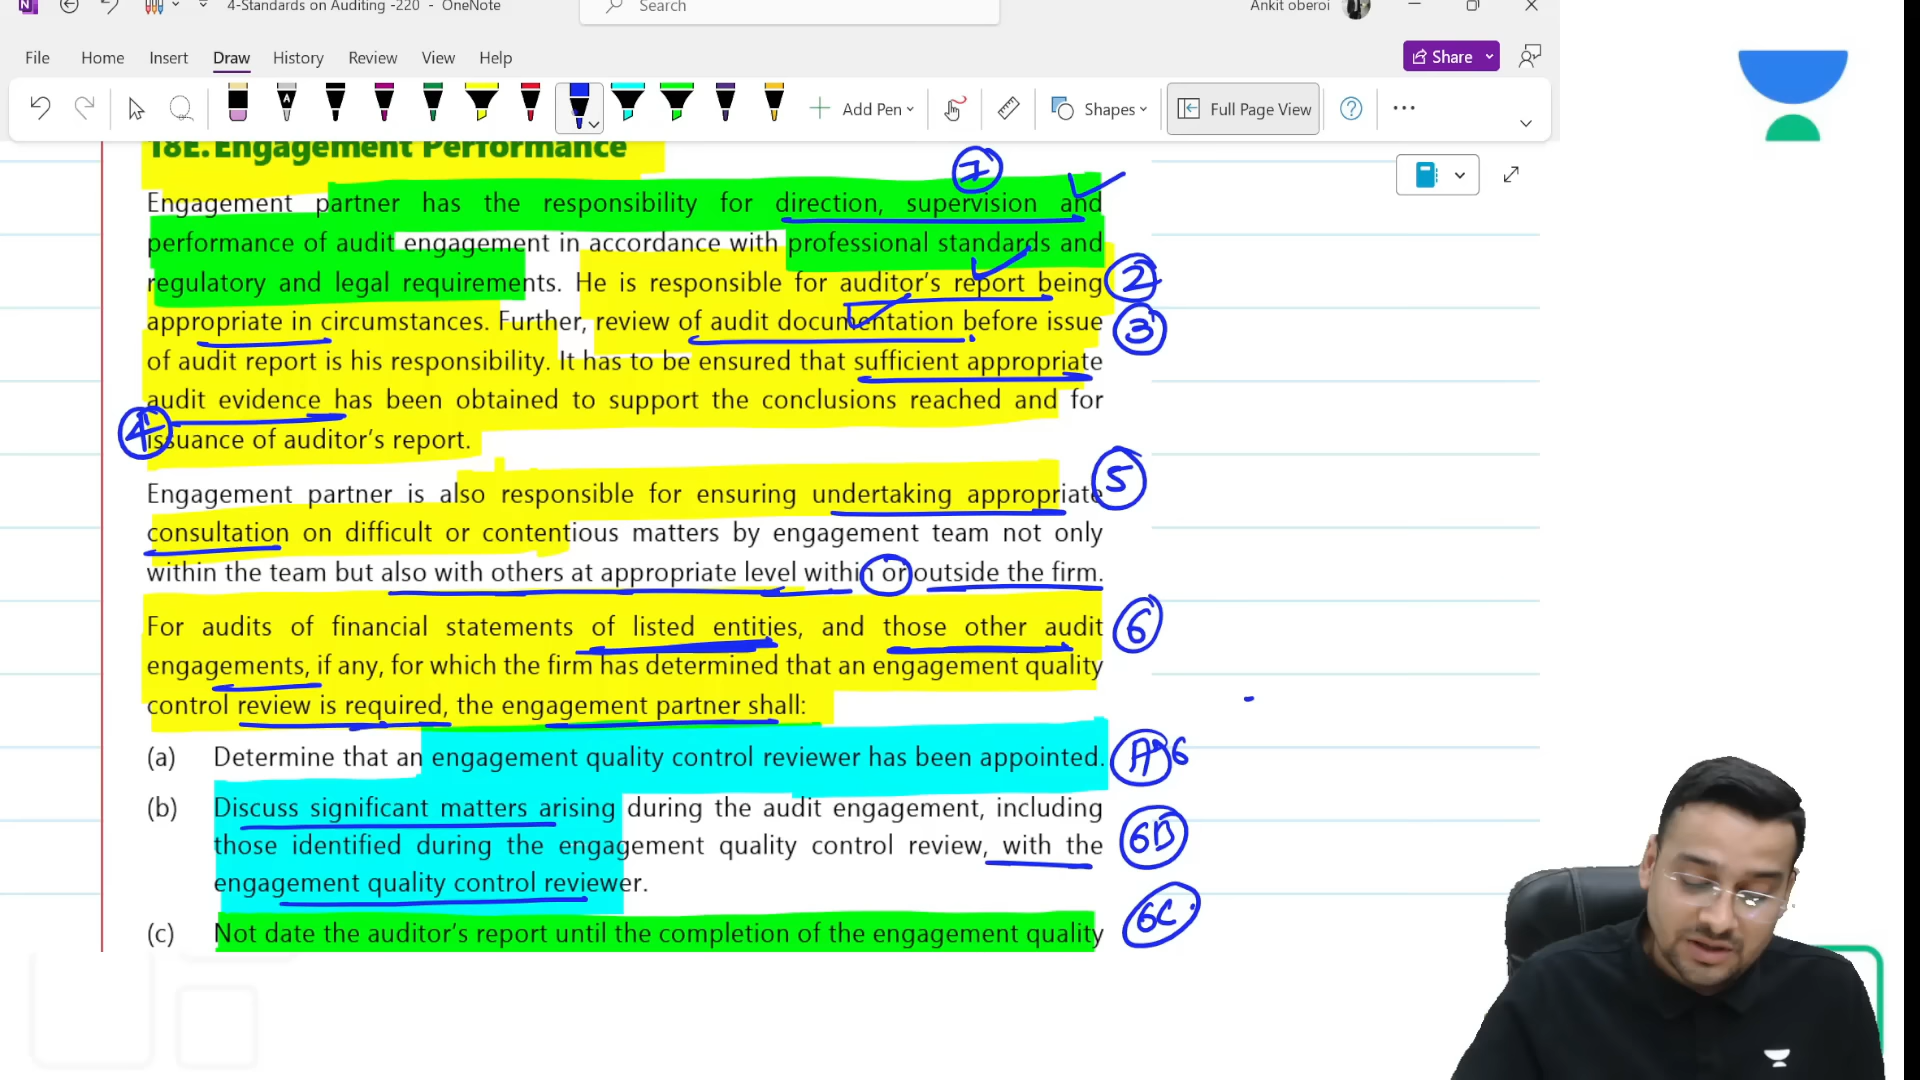 4-Standards on Auditing -220 - OneNote
Search
Ankit oberoi
File Home Insert Draw History Review View Help
Share
Add Pen
Shapes
Full Page View
18E. Engagement Performance
Engagement partner has the responsibility for direction, supervision and
performance of audit engagement in accordance with professional standards and
regulatory and legal requirements. He is responsible for auditor's report being
2
appropriate in circumstances. Further, review of audit documentation before issue
3
of audit report is his responsibility. It has to be ensured that sufficient appropriate
audit evidence has been obtained to support the conclusions reached and for
4
issuance of auditor's report.
Engagement partner is also responsible for ensuring undertaking appropriate
5
consultation on difficult or contentious matters by engagement team not only
within the team but also with others at appropriate level within or outside the firm.
For audits of financial statements of listed entities, and those other audit
6
engagements, if any, for which the firm has determined that an engagement quality
control review is required, the engagement partner shall:
(a) Determine that an engagement quality control reviewer has been appointed.
A 6
(b) Discuss significant matters arising during the audit engagement, including
those identified during the engagement quality control review, with the
6B
engagement quality control reviewer.
(c) Not date the auditor's report until the completion of the engagement quality
6C